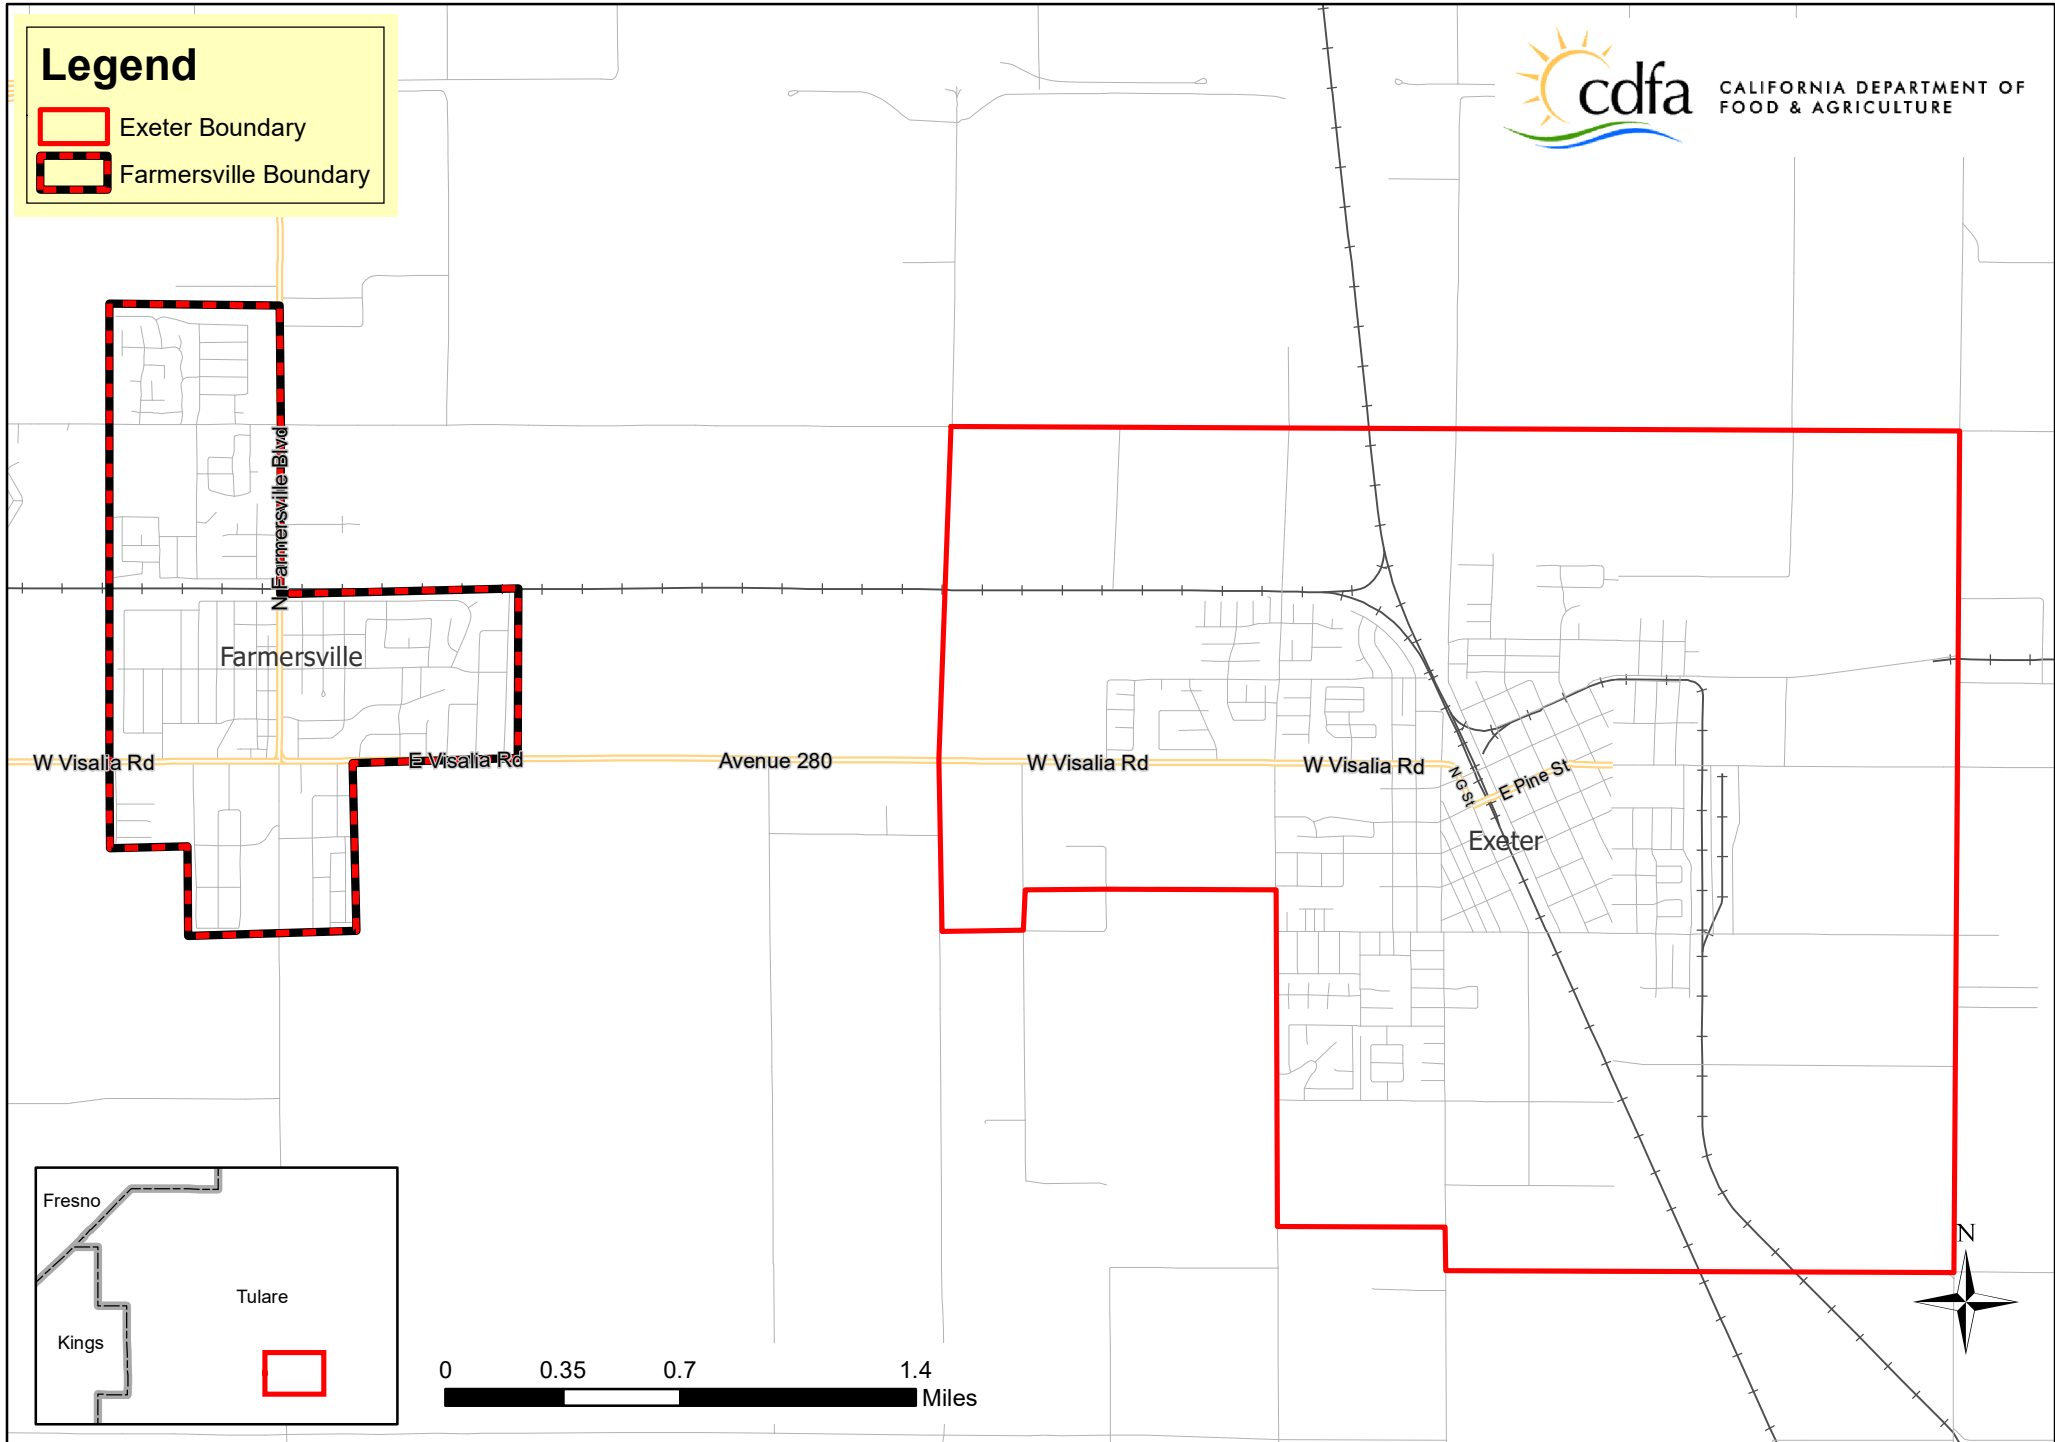 Legend
Exeter Boundary
Farmersville Boundary
cdfa
CALIFORNIA DEPARTMENT OF
FOOD & AGRICULTURE
N Farmersville Blvd
Farmersville
W Visalia Rd
E Visalia Rd
Avenue 280
W Visalia Rd
W Visalia Rd
N G St
E Pine St
Exeter
Fresno
Tulare
Kings
0 0.35 0.7 1.4
Miles
N